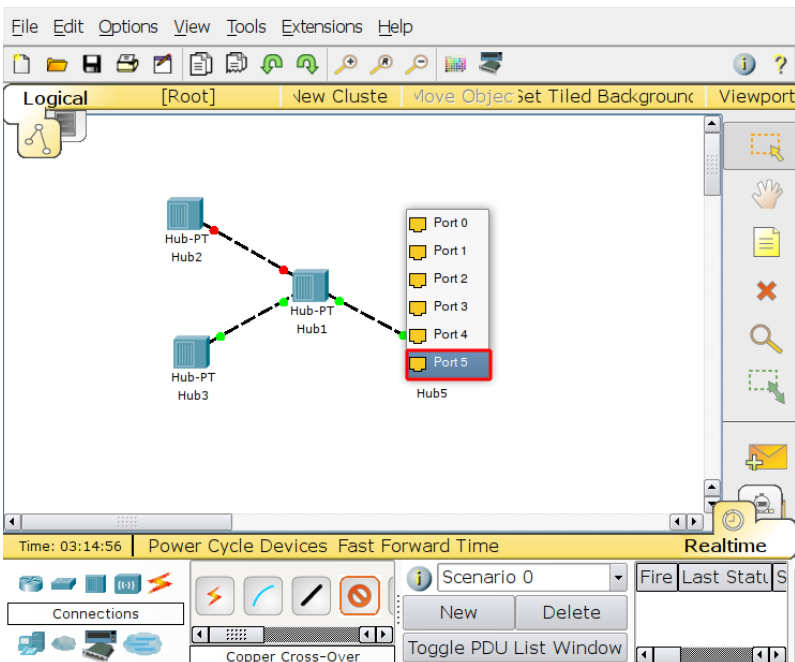 File Edit Options View Tools Extensions Help
Logical [Root] New Cluste Move Objec Set Tiled Background Viewport
Hub-PT
Hub2
Hub-PT
Hub1
Hub-PT
Hub3
Port 0
Port 1
Port 2
Port 3
Port 4
Port 5
Hub5
Time: 03:14:56 Power Cycle Devices Fast Forward Time Realtime
Connections
Copper Cross-Over
Scenario 0
New Delete
Toggle PDU List Window
Fire Last Statu S